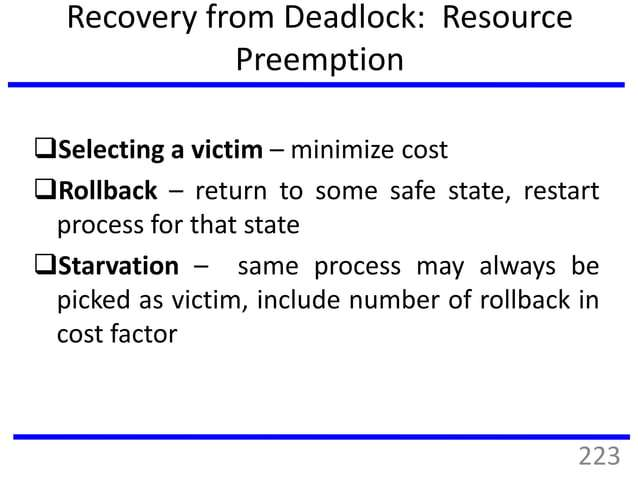 Recovery from Deadlock:  Resource
Preemption
❑Selecting a victim – minimize cost
❑Rollback – return to some safe state, restart
process for that state
❑Starvation –  same process may always be
picked as victim, include number of rollback in
cost factor
223